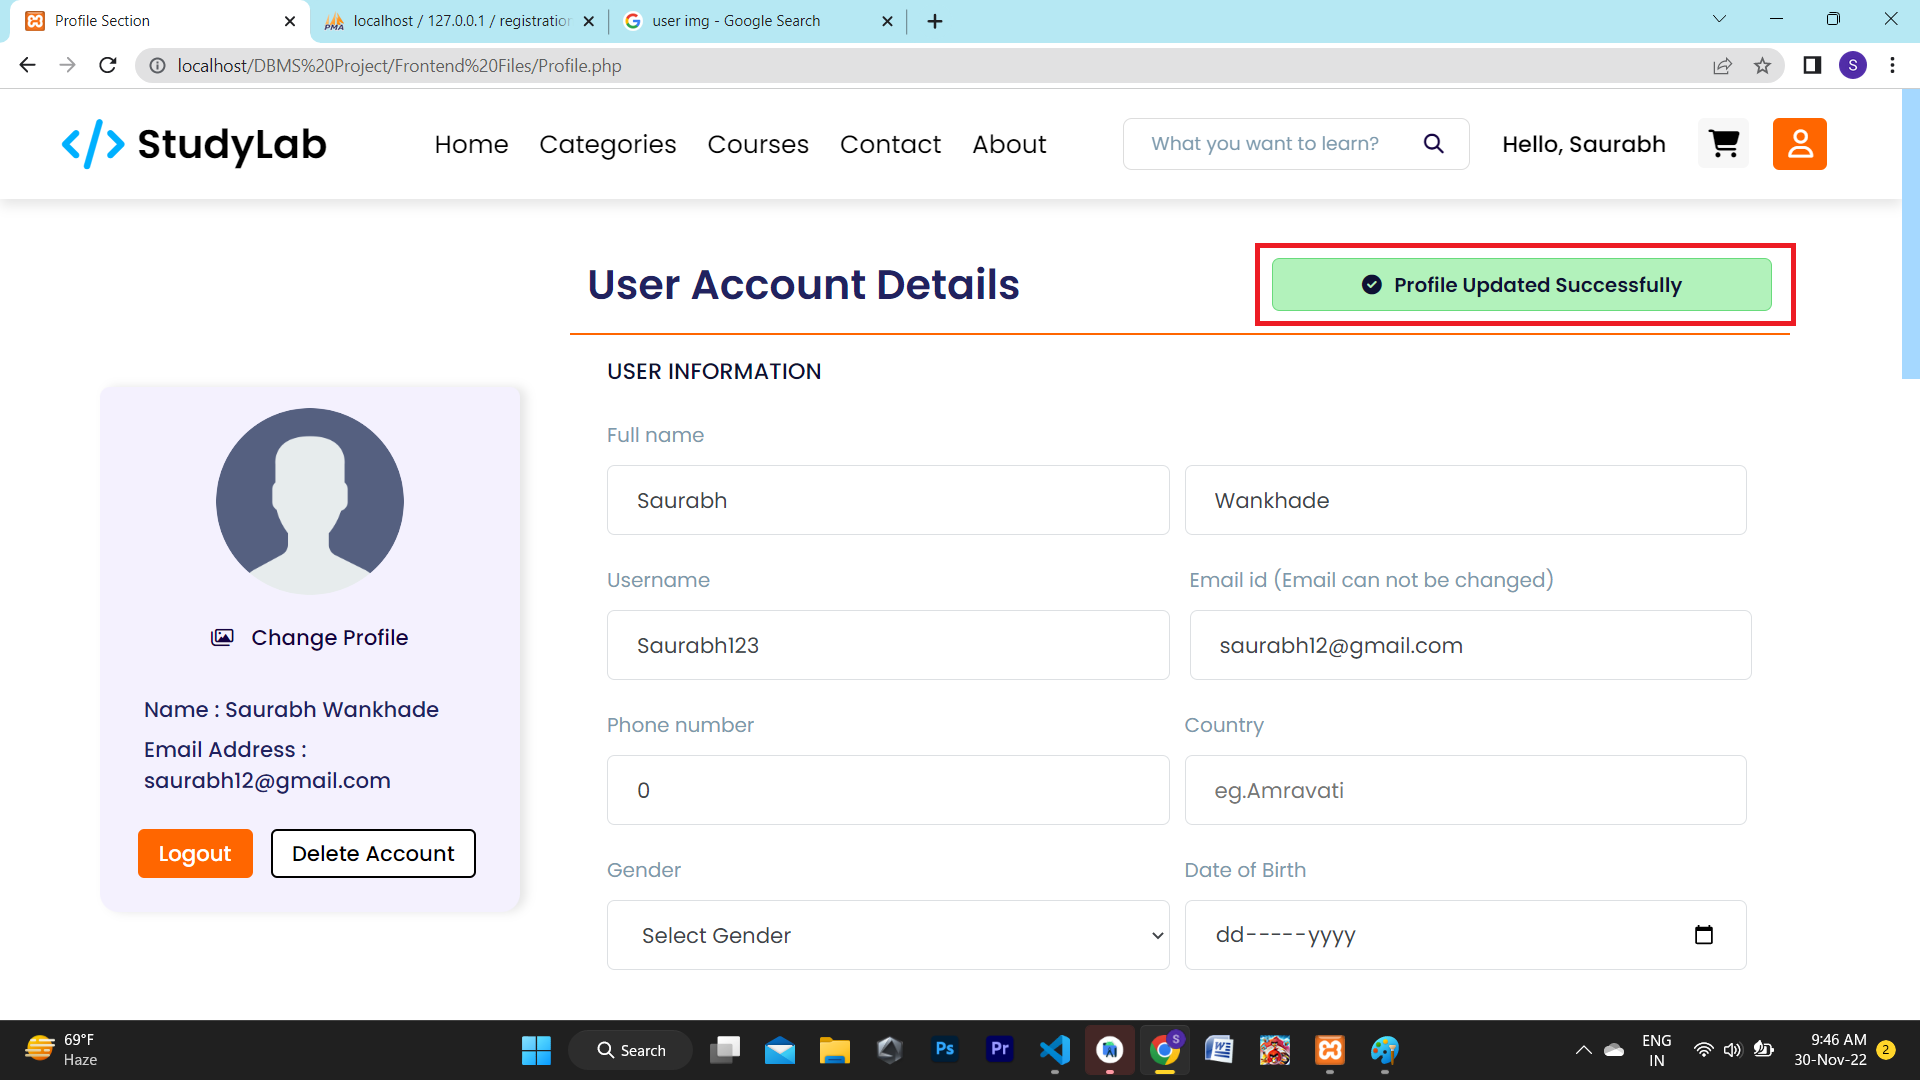 Profile Section
localhost / 127.0.0.1 / registration
user img - Google Search
localhost/DBMS%20Project/Frontend%20Files/Profile.php
S
</> StudyLab
Home
Categories
Courses
Contact
About
What you want to learn?
Hello, Saurabh
User Account Details
Profile Updated Successfully
USER INFORMATION
Full name
Saurabh
Wankhade
Username
Email id (Email can not be changed)
Saurabh123
saurabh12@gmail.com
Phone number
Country
0
eg.Amravati
Gender
Date of Birth
Select Gender
dd-----yyyy
Change Profile
Name : Saurabh Wankhade
Email Address :
saurabh12@gmail.com
Logout
Delete Account
69°F
Haze
Search
Ps
Pr
S
ENG
IN
9:46 AM
30-Nov-22
2